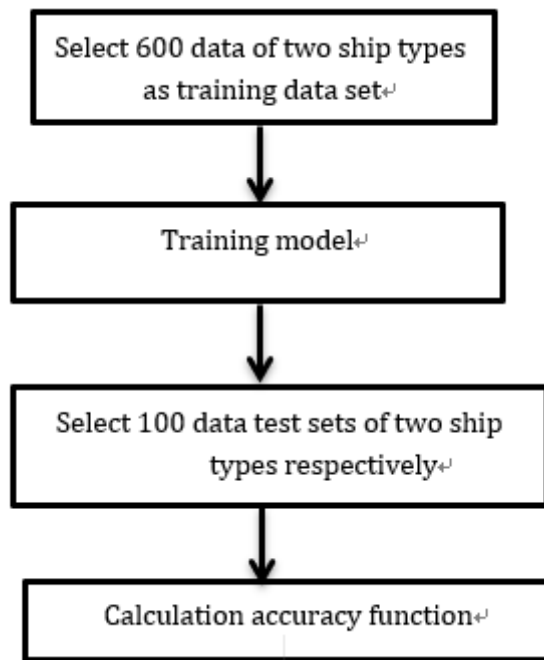 Select 600 data of two ship types
as training data set↵
Training model↵
Select 100 data test sets of two ship
types respectively↵
Calculation accuracy function↵